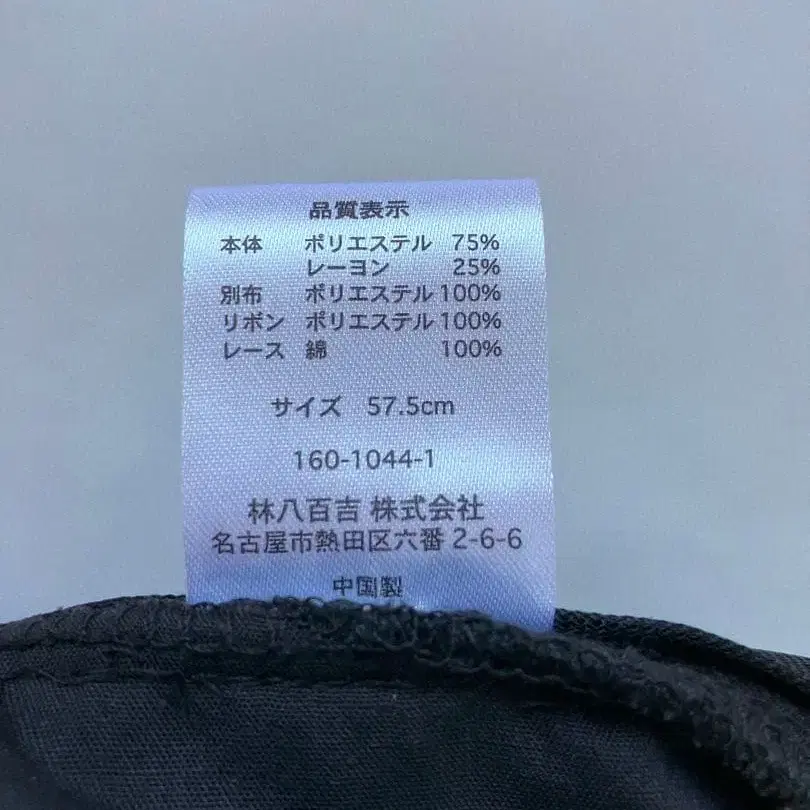 品質表示
本体 ポリエステル 75%
レーヨン 25%
別布 ポリエステル 100%
リボン ポリエステル 100%
レース 綿 100%
サイズ 57.5cm
160-1044-1
林八百吉 株式会社
名古屋市熱田区六番 2-6-6
中国製